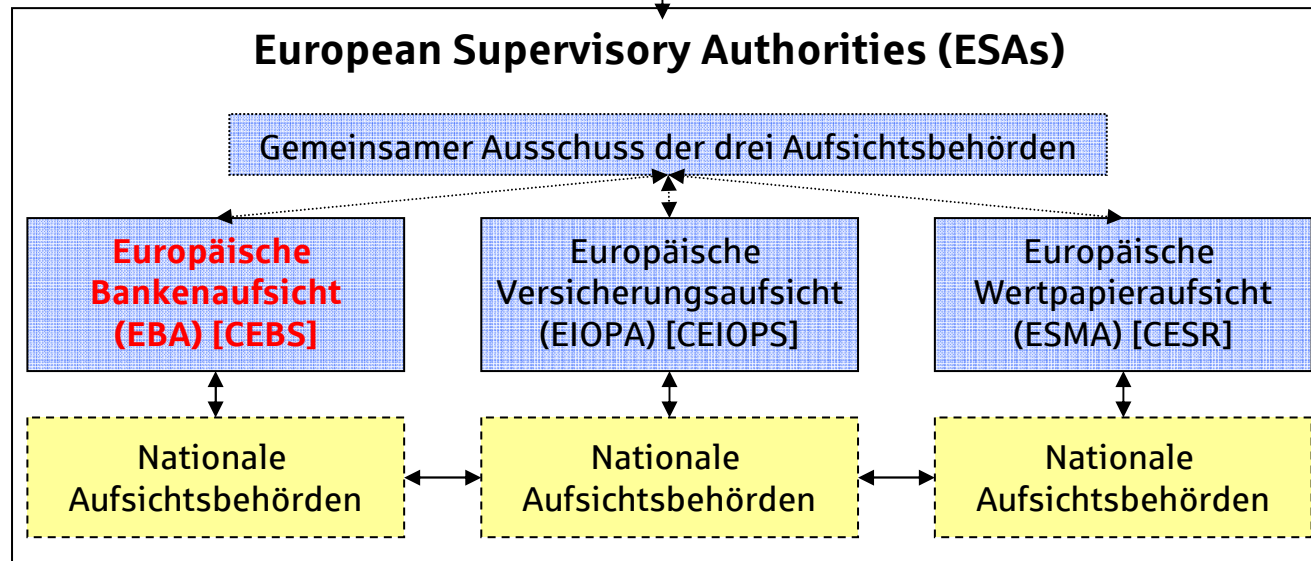 European Supervisory Authorities (ESAs)
Gemeinsamer Ausschuss der drei Aufsichtsbehörden
Europäische
Bankenaufsicht
(EBA) [CEBS]
Europäische
Versicherungsaufsicht
(EIOPA) [CEIOPS]
Europäische
Wertpapieraufsicht
(ESMA) [CESR]
Nationale
Aufsichtsbehörden
Nationale
Aufsichtsbehörden
Nationale
Aufsichtsbehörden